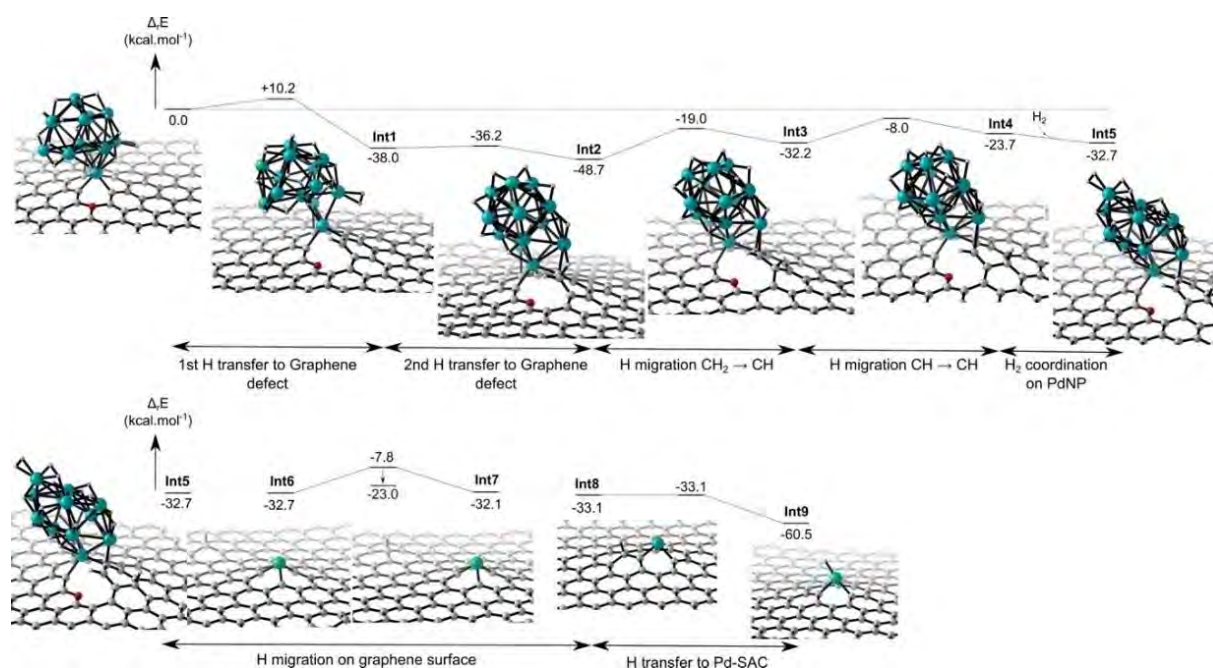 ΔᵣE
(kcal.mol⁻¹)
0.0
+10.2
Int1
-38.0
-36.2
Int2
-48.7
-19.0
Int3
-32.2
-8.0
Int4
-23.7
H₂
Int5
-32.7
1st H transfer to Graphene
defect
2nd H transfer to Graphene
defect
H migration CH₂ → CH
H migration CH → CH
H₂ coordination
on PdNP
ΔᵣE
(kcal.mol⁻¹)
Int5
-32.7
Int6
-32.7
-7.8
-23.0
Int7
-32.1
Int8
-33.1
-33.1
Int9
-60.5
H migration on graphene surface
H transfer to Pd-SAC